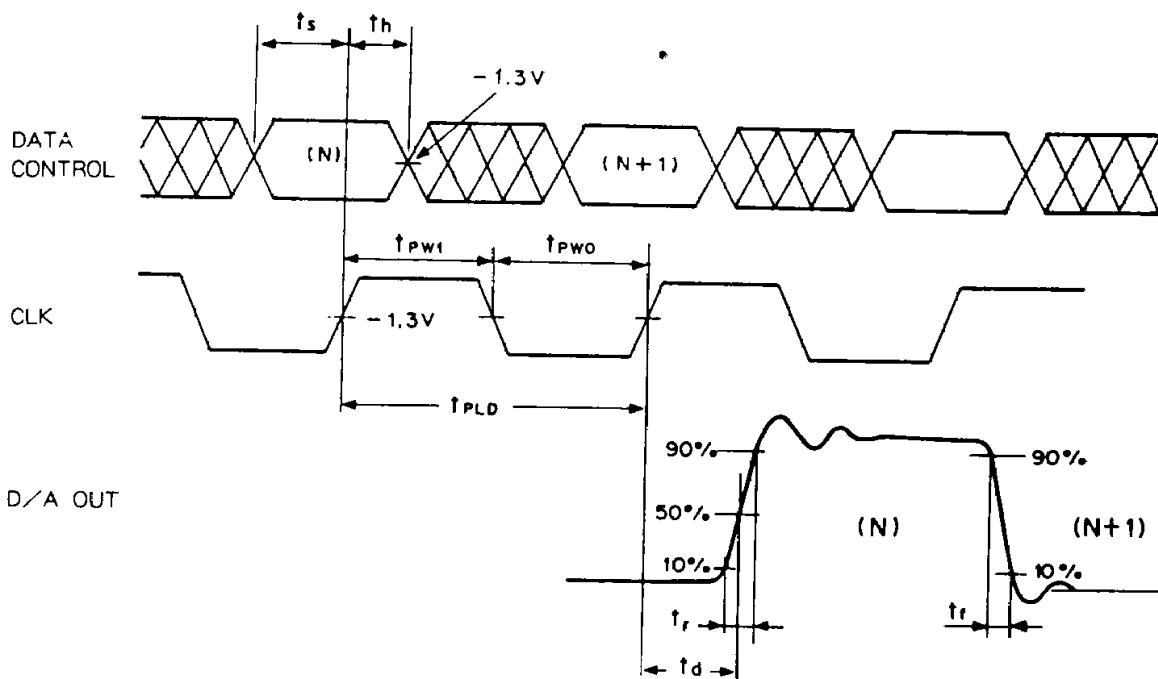 ts
th
-1.3V
DATA
CONTROL
(N)
(N+1)
tPW1
tPW0
CLK
-1.3V
tPLD
90%
90%
D/A OUT
50%
(N)
(N+1)
10%
10%
tr
tf
td